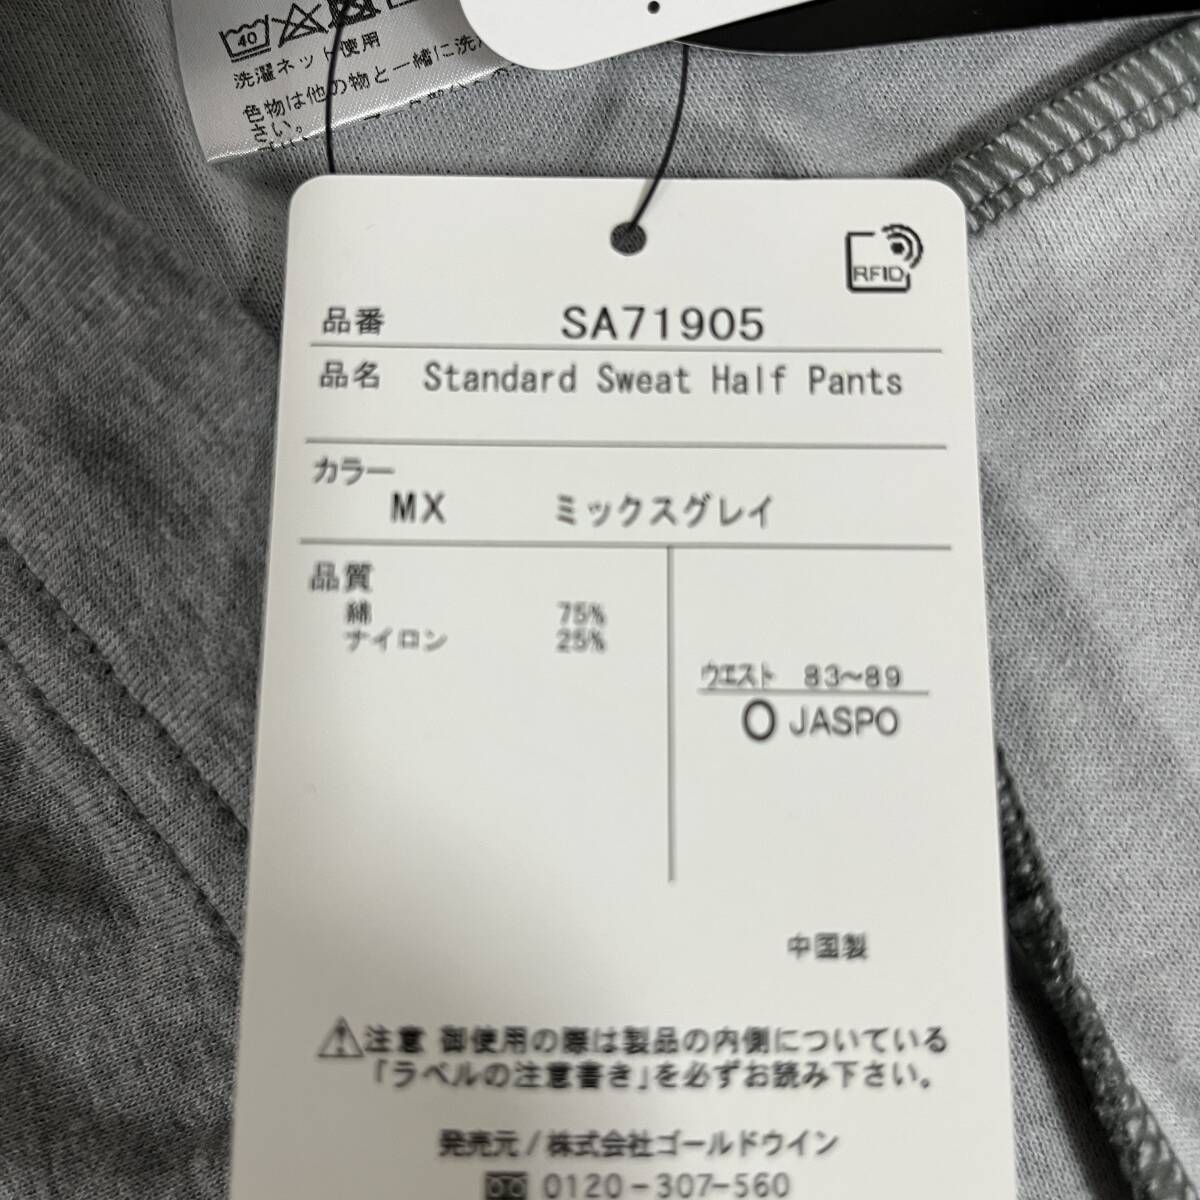 40
洗濯ネット使用
色物は他の物と一緒に洗
さい。
RFID
品番 SA71905
品名 Standard Sweat Half Pants
カラー
MX ミックスグレイ
品質
綿 75%
ナイロン 25%
ウエスト 83〜89
O JASPO
中国製
注意 御使用の際は製品の内側についている
「ラベルの注意書き」を必ずお読み下さい。
発売元/株式会社ゴールドウイン
0120-307-560